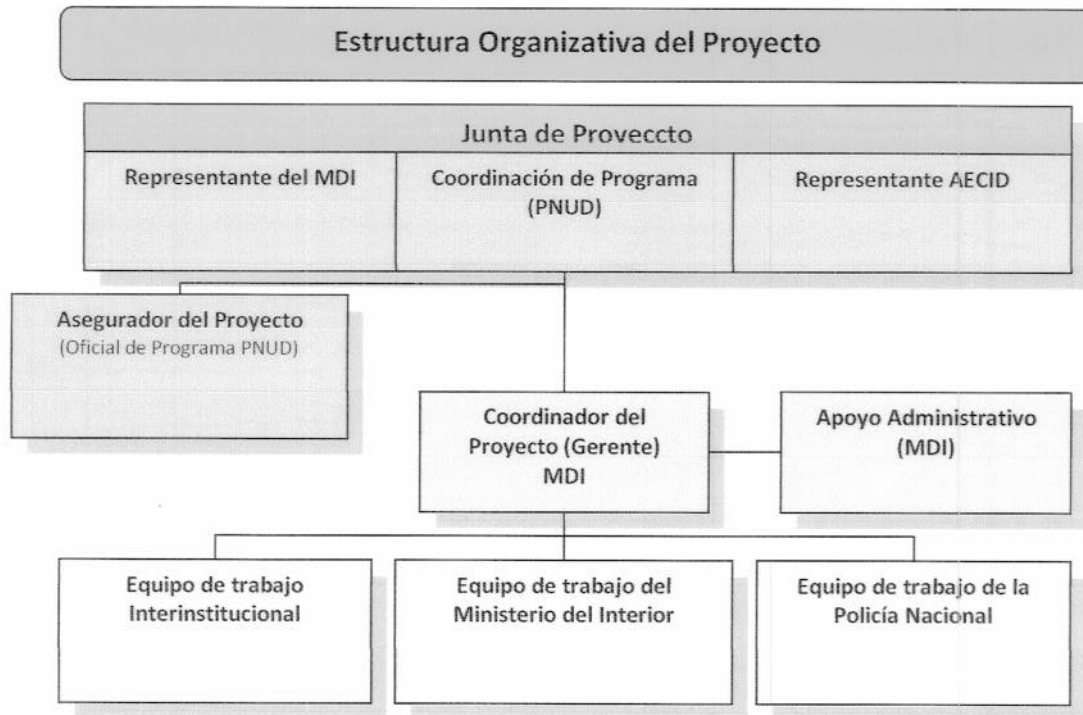 Estructura Organizativa del Proyecto
Junta de Proveccto
Representante del MDI
Coordinación de Programa
(PNUD)
Representante AECID
Asegurador del Proyecto
(Oficial de Programa PNUD)
Coordinador del
Proyecto (Gerente)
MDI
Apoyo Administrativo
(MDI)
Equipo de trabajo
Interinstitucional
Equipo de trabajo del
Ministerio del Interior
Equipo de trabajo de la
Policía Nacional